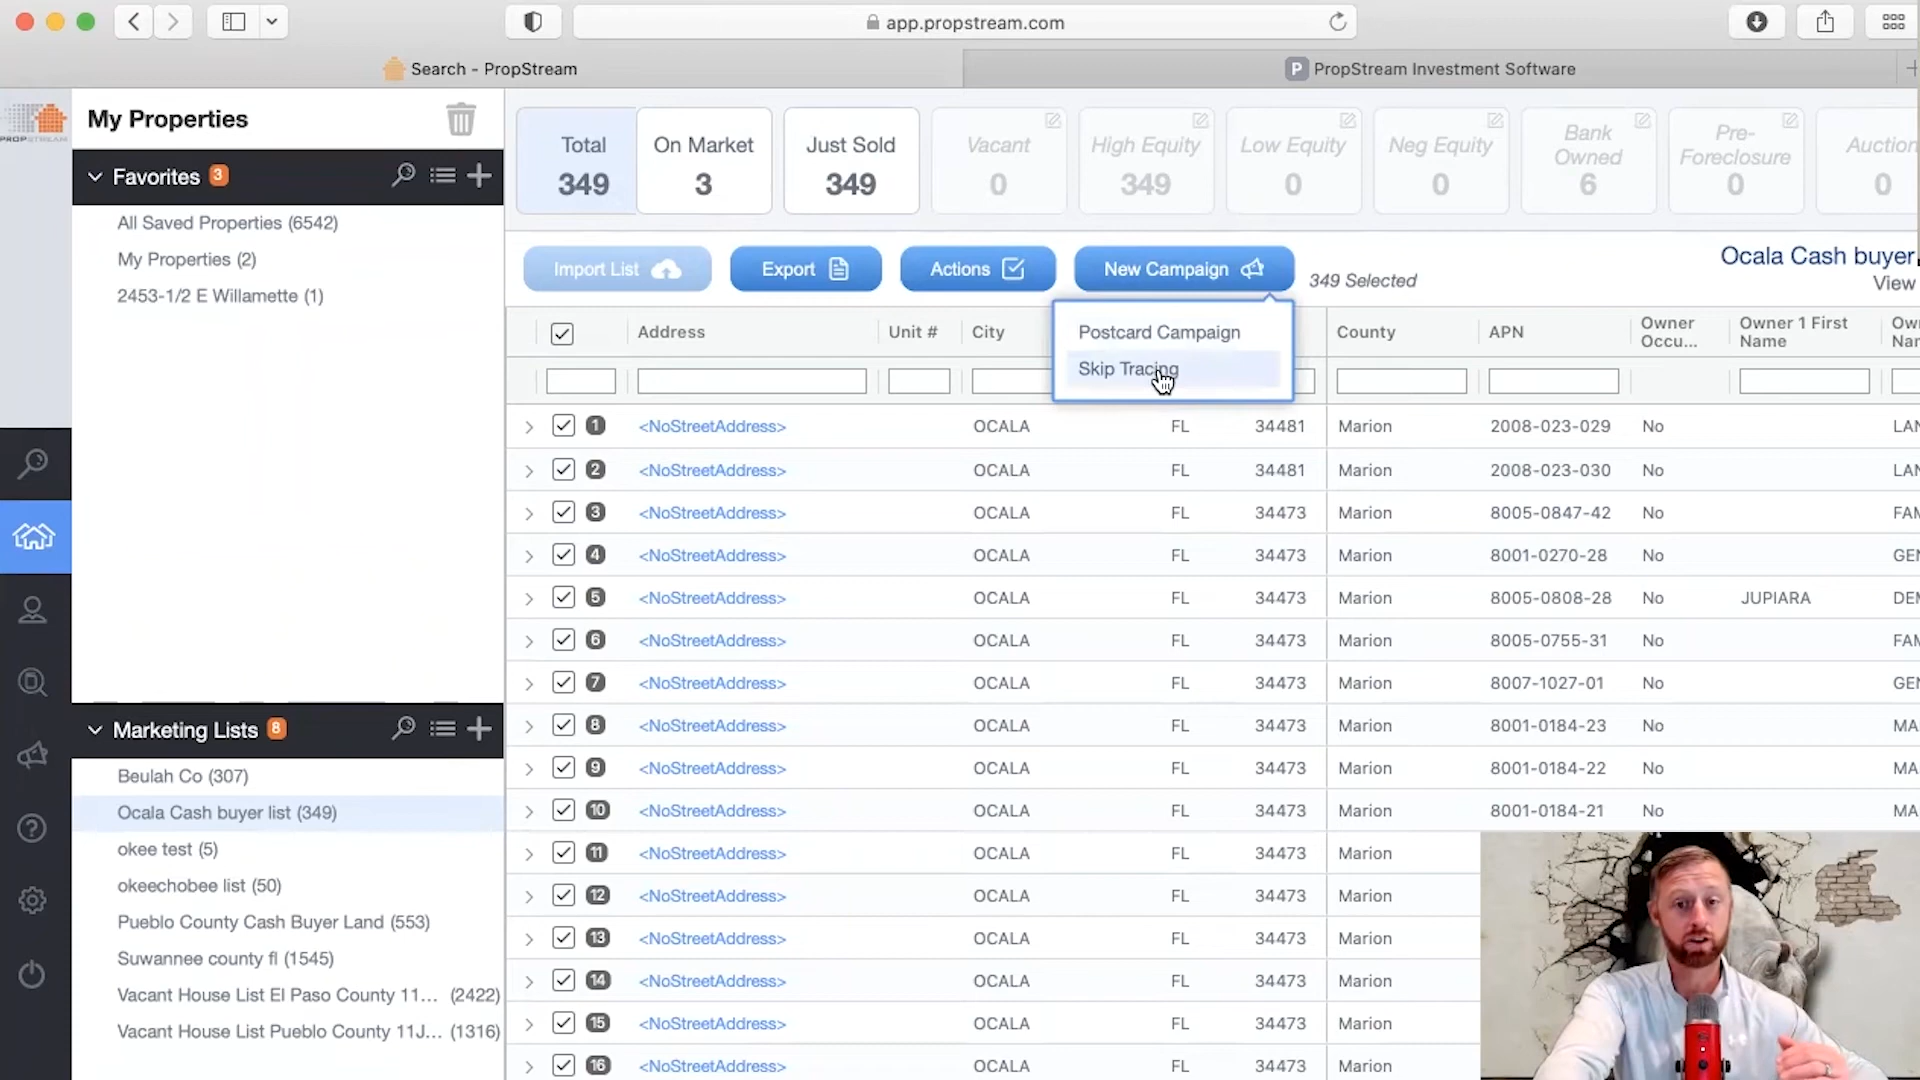 app.propstream.com
Search - PropStream
P PropStream Investment Software
PROPSTREAM
My Properties
Favorites 3
All Saved Properties (6542)
My Properties (2)
2453-1/2 E Willamette (1)
Marketing Lists 8
Beulah Co (307)
Ocala Cash buyer list (349)
okee test (5)
okeechobee list (50)
Pueblo County Cash Buyer Land (553)
Suwannee county fl (1545)
Vacant House List El Paso County 11... (2422)
Vacant House List Pueblo County 11J... (1316)
Total 349
On Market 3
Just Sold 349
Vacant 0
High Equity 349
Low Equity 0
Neg Equity 0
Bank Owned 6
Pre-Foreclosure 0
Auction 0
Import List
Export
Actions
New Campaign
349 Selected
Ocala Cash buyer
View
Postcard Campaign
Skip Tracing
Address Unit # City County APN Owner Occu... Owner 1 First Name Ow Nar
1 <NoStreetAddress> OCALA FL 34481 Marion 2008-023-029 No LAN
2 <NoStreetAddress> OCALA FL 34481 Marion 2008-023-030 No LAN
3 <NoStreetAddress> OCALA FL 34473 Marion 8005-0847-42 No FAM
4 <NoStreetAddress> OCALA FL 34473 Marion 8001-0270-28 No GEN
5 <NoStreetAddress> OCALA FL 34473 Marion 8005-0808-28 No JUPIARA DEM
6 <NoStreetAddress> OCALA FL 34473 Marion 8005-0755-31 No FAM
7 <NoStreetAddress> OCALA FL 34473 Marion 8007-1027-01 No GEN
8 <NoStreetAddress> OCALA FL 34473 Marion 8001-0184-23 No MA
9 <NoStreetAddress> OCALA FL 34473 Marion 8001-0184-22 No MA
10 <NoStreetAddress> OCALA FL 34473 Marion 8001-0184-21 No MA
11 <NoStreetAddress> OCALA FL 34473 Marion
12 <NoStreetAddress> OCALA FL 34473 Marion
13 <NoStreetAddress> OCALA FL 34473 Marion
14 <NoStreetAddress> OCALA FL 34473 Marion
15 <NoStreetAddress> OCALA FL 34473 Marion
16 <NoStreetAddress> OCALA FL 34473 Marion